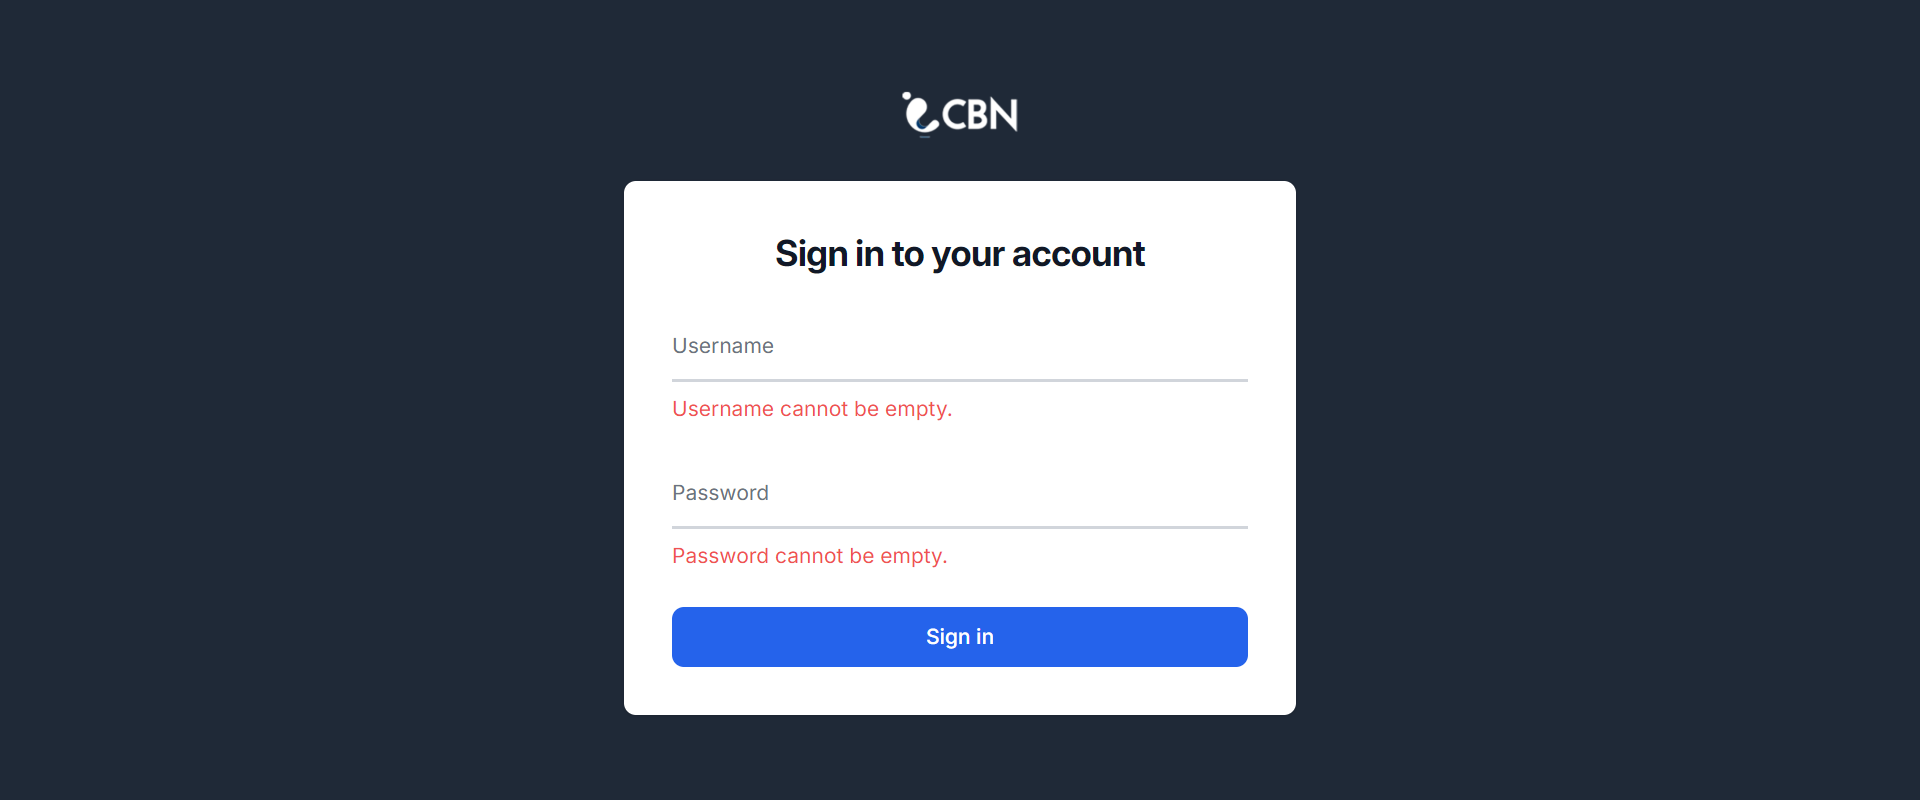 CBN
Sign in to your account
Username
Username cannot be empty.
Password
Password cannot be empty.
Sign in